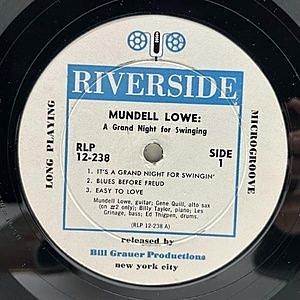 RIVERSIDE
LONG PLAYING
MICROGROOVE
MUNDELL LOWE:
A Grand Night for Swinging
RLP
12-238
SIDE
1
1. IT'S A GRAND NIGHT FOR SWINGIN'
2. BLUES BEFORE FREUD
3. EASY TO LOVE
Mundell Lowe, guitar; Gene Quill, alto sax
(on #2 only); Billy Taylor, piano; Les
Grinage, bass; Ed Thigpen, drums.
(RLP 12-238 A)
released by
Bill Grauer Productions
new york city